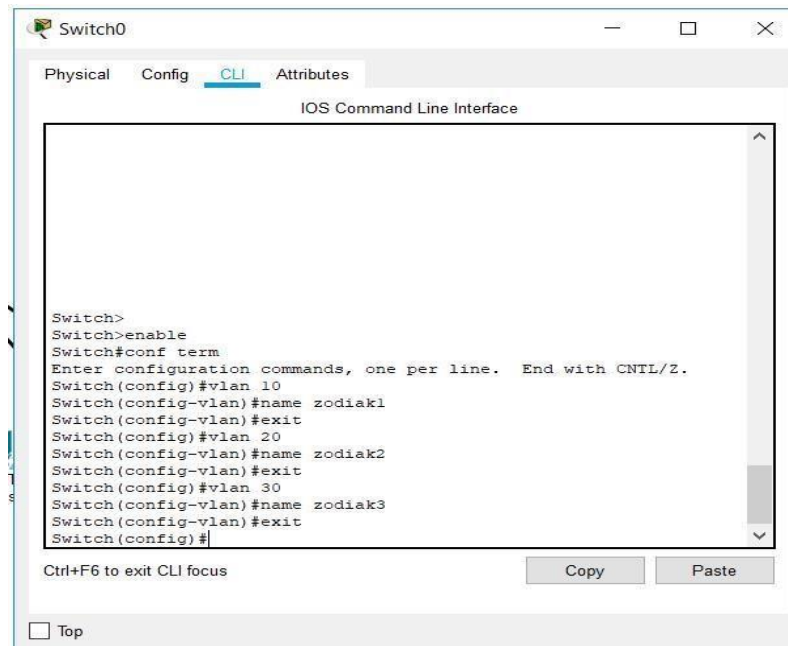 Switch0
Physical Config CLI Attributes
IOS Command Line Interface
Switch>
Switch>enable
Switch#conf term
Enter configuration commands, one per line.  End with CNTL/Z.
Switch(config)#vlan 10
Switch(config-vlan)#name zodiak1
Switch(config-vlan)#exit
Switch(config)#vlan 20
Switch(config-vlan)#name zodiak2
Switch(config-vlan)#exit
Switch(config)#vlan 30
Switch(config-vlan)#name zodiak3
Switch(config-vlan)#exit
Switch(config)#
Ctrl+F6 to exit CLI focus Copy Paste
Top